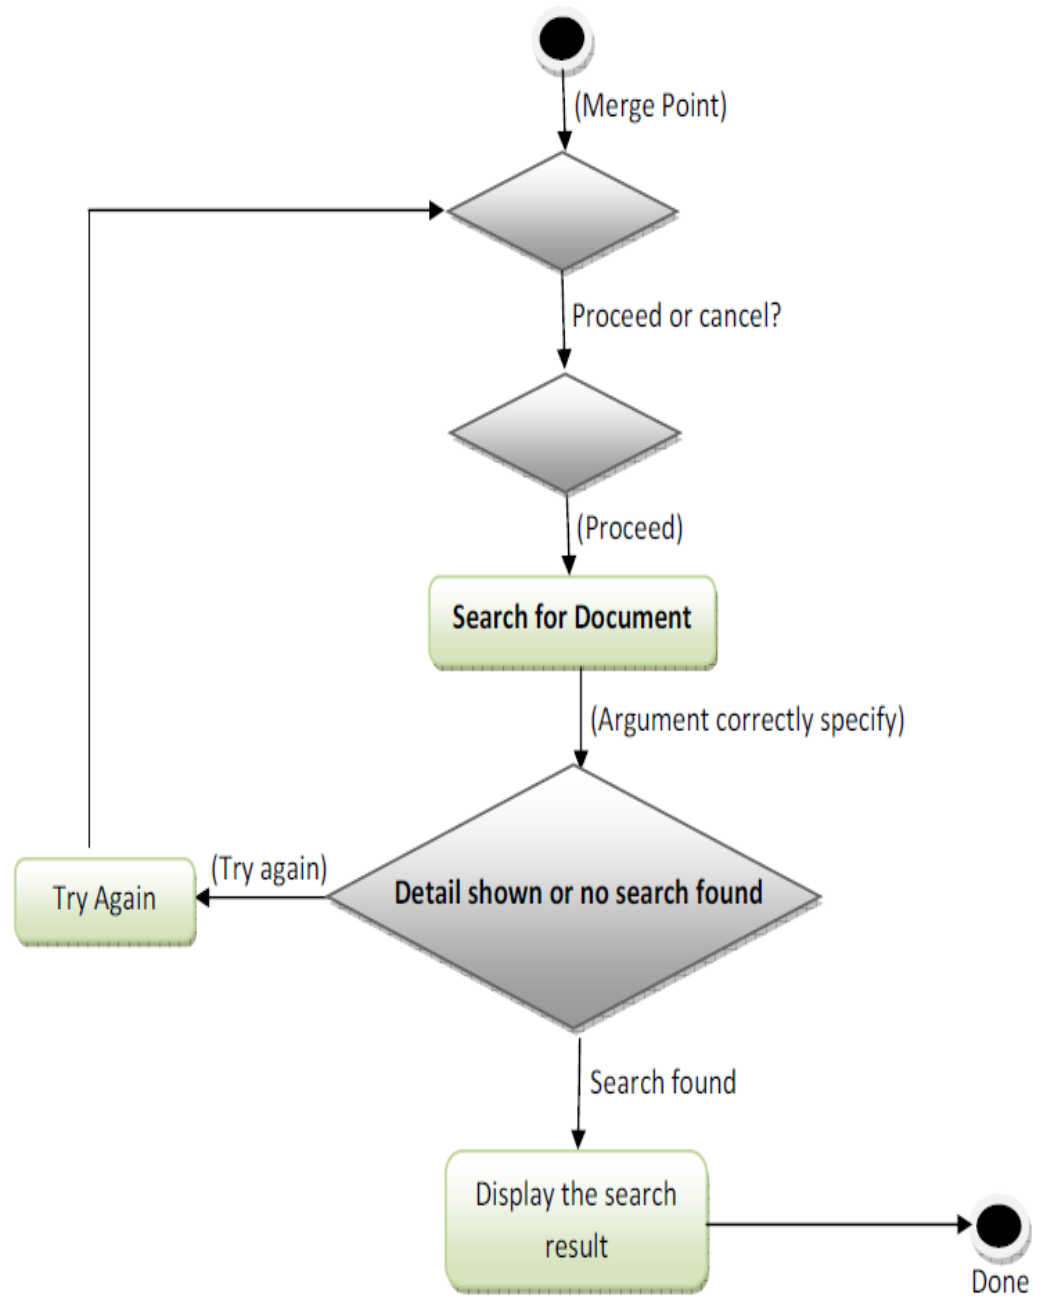 (Merge Point)
Proceed or cancel?
(Proceed)
Search for Document
(Argument correctly specify)
(Try again)
Try Again
Detail shown or no search found
Search found
Display the search
result
Done